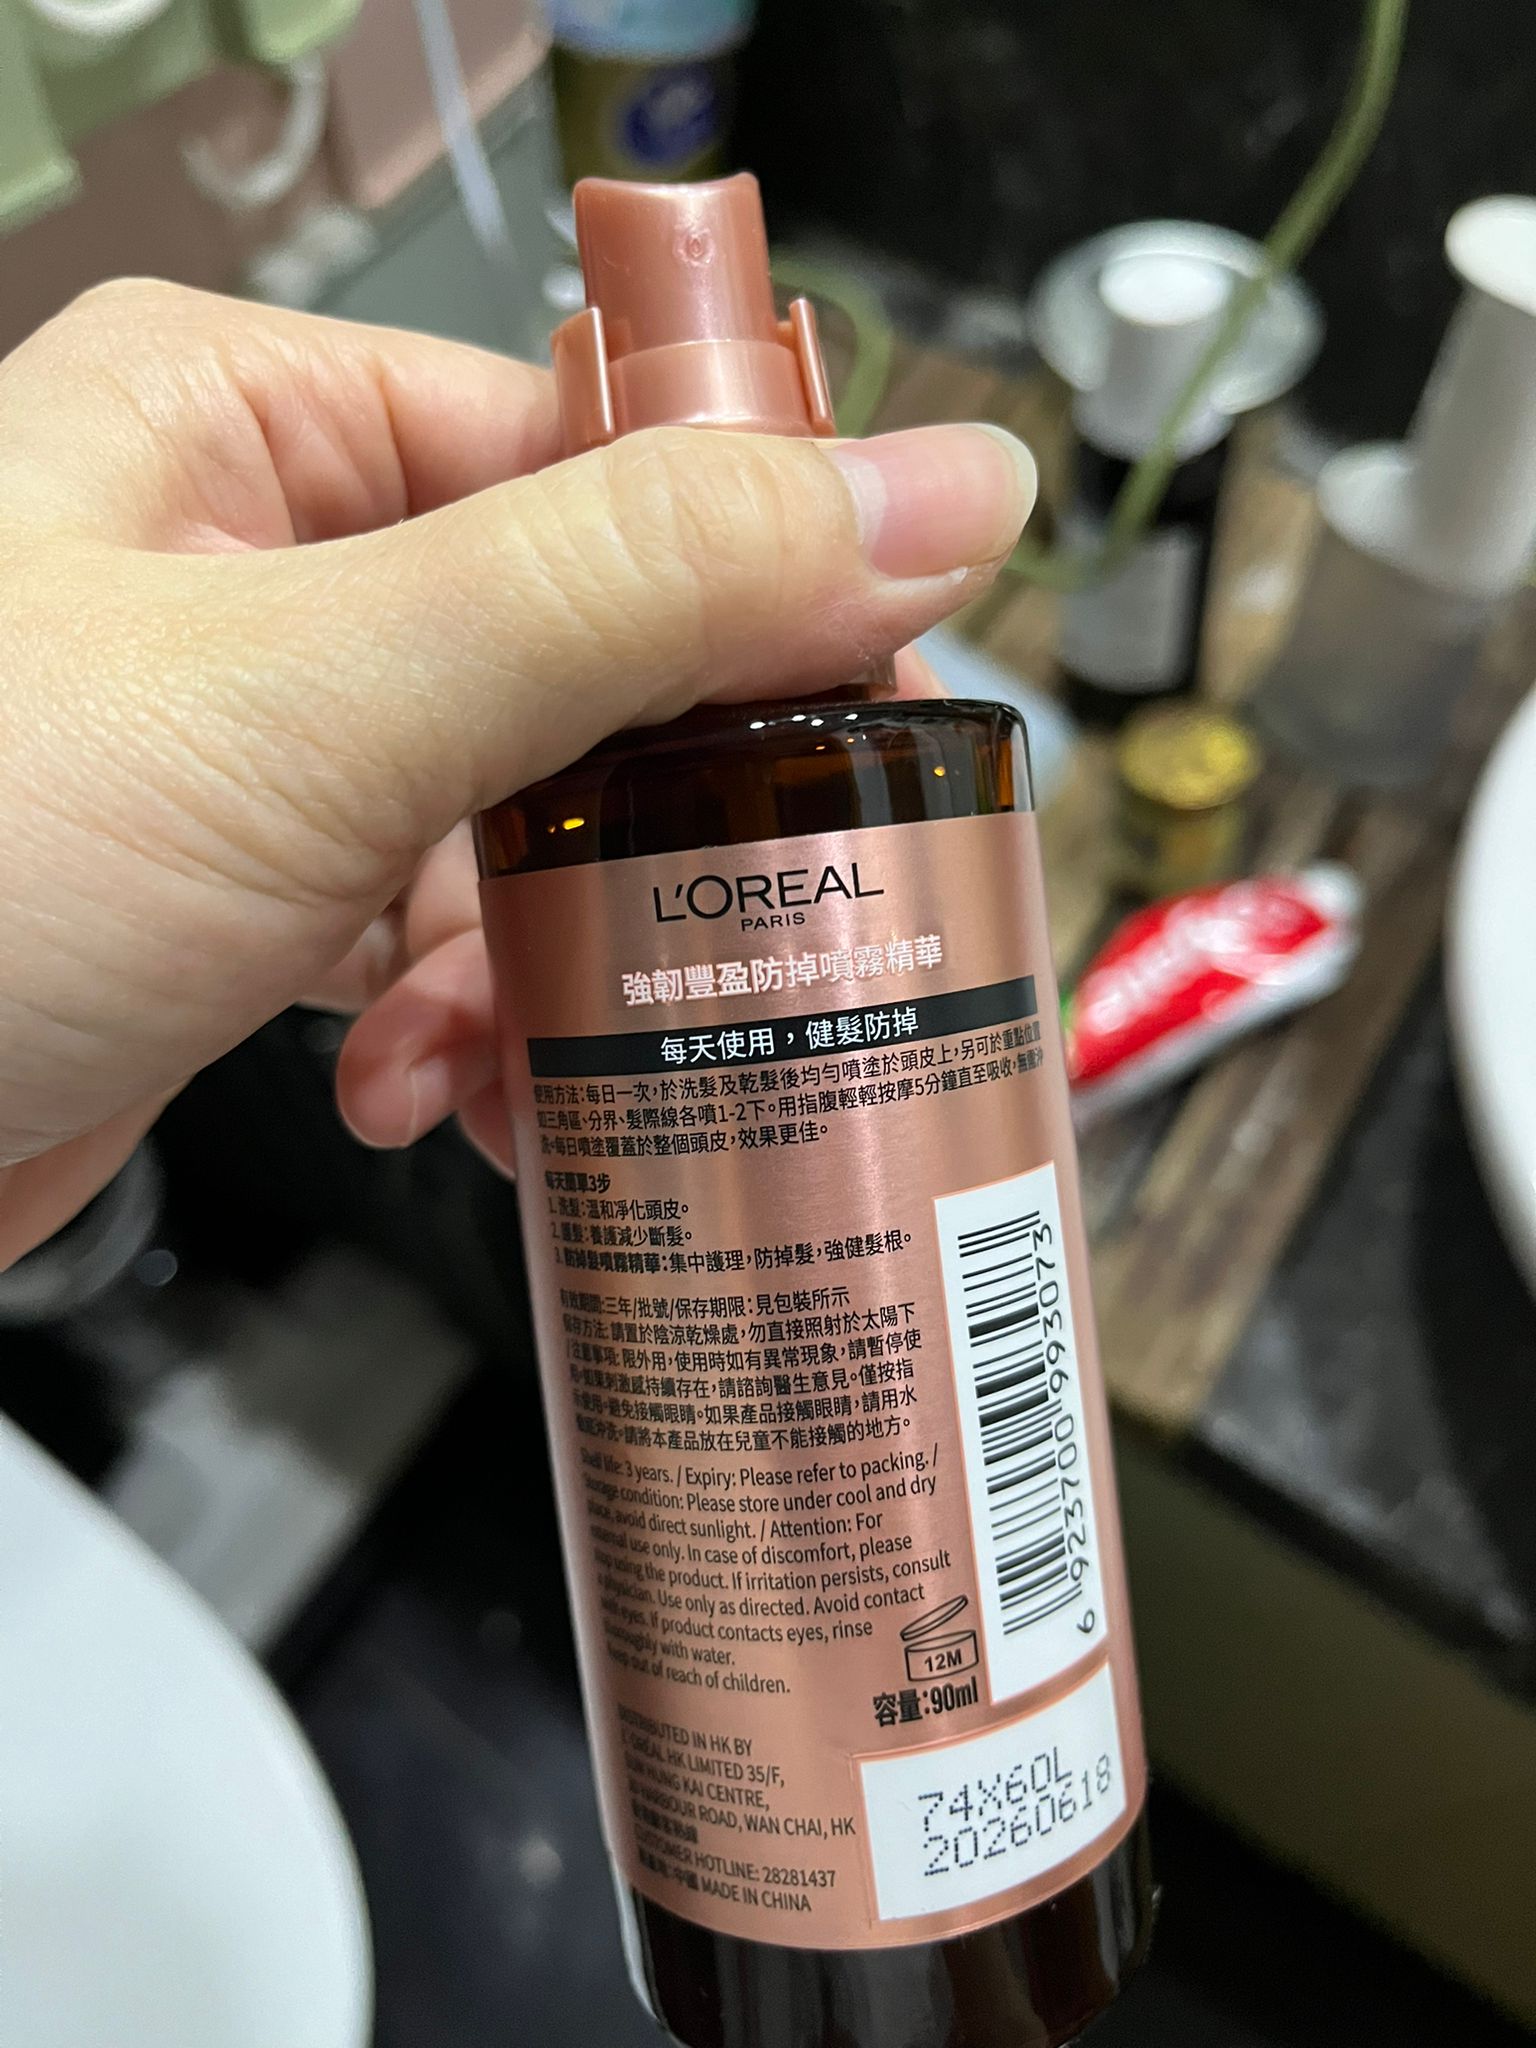 L'ORÉAL
PARIS
強韌豐盈防掉噴霧精華
每天使用，健髮防掉
使用方法：每日一次，於洗髮及乾髮後均勻噴塗於頭皮上，另可於重點位置
如三角區、分界、髮際線各噴1-2下。用指腹輕輕按摩5分鐘直至吸收，無需沖
洗。每日噴塗覆蓋於整個頭皮，效果更佳。
每天簡單3步
1. 洗髮：溫和淨化頭皮。
2. 護髮：養護減少斷髮。
3. 防掉髮噴霧精華：集中護理，防掉髮，強健髮根。
有效期間：三年/批號/保存期限：見包裝所示
保存方法：請置於陰涼乾燥處，勿直接照射於太陽下
/注意事項：限外用，使用時如有異常現象，請暫停使
用。如果刺激感持續存在，請諮詢醫生意見。僅按指
示使用。避免接觸眼睛。如果產品接觸眼睛，請用水
徹底沖洗。請將本產品放在兒童不能接觸的地方。
Shelf life: 3 years. / Expiry: Please refer to packing. /
Storage condition: Please store under cool and dry
place, avoid direct sunlight. / Attention: For
external use only. In case of discomfort, please
stop using the product. If irritation persists, consult
a physician. Use only as directed. Avoid contact
with eyes. If product contacts eyes, rinse
thoroughly with water.
Keep out of reach of children.
12M
容量：90ml
6 923700 993073
DISTRIBUTED IN HK BY
L'OREAL HK LIMITED 35/F,
SUN HUNG KAI CENTRE,
30 HARBOUR ROAD, WAN CHAI, HK
CUSTOMER HOTLINE: 28281437
原產地：中國 MADE IN CHINA
74X60L
20260618